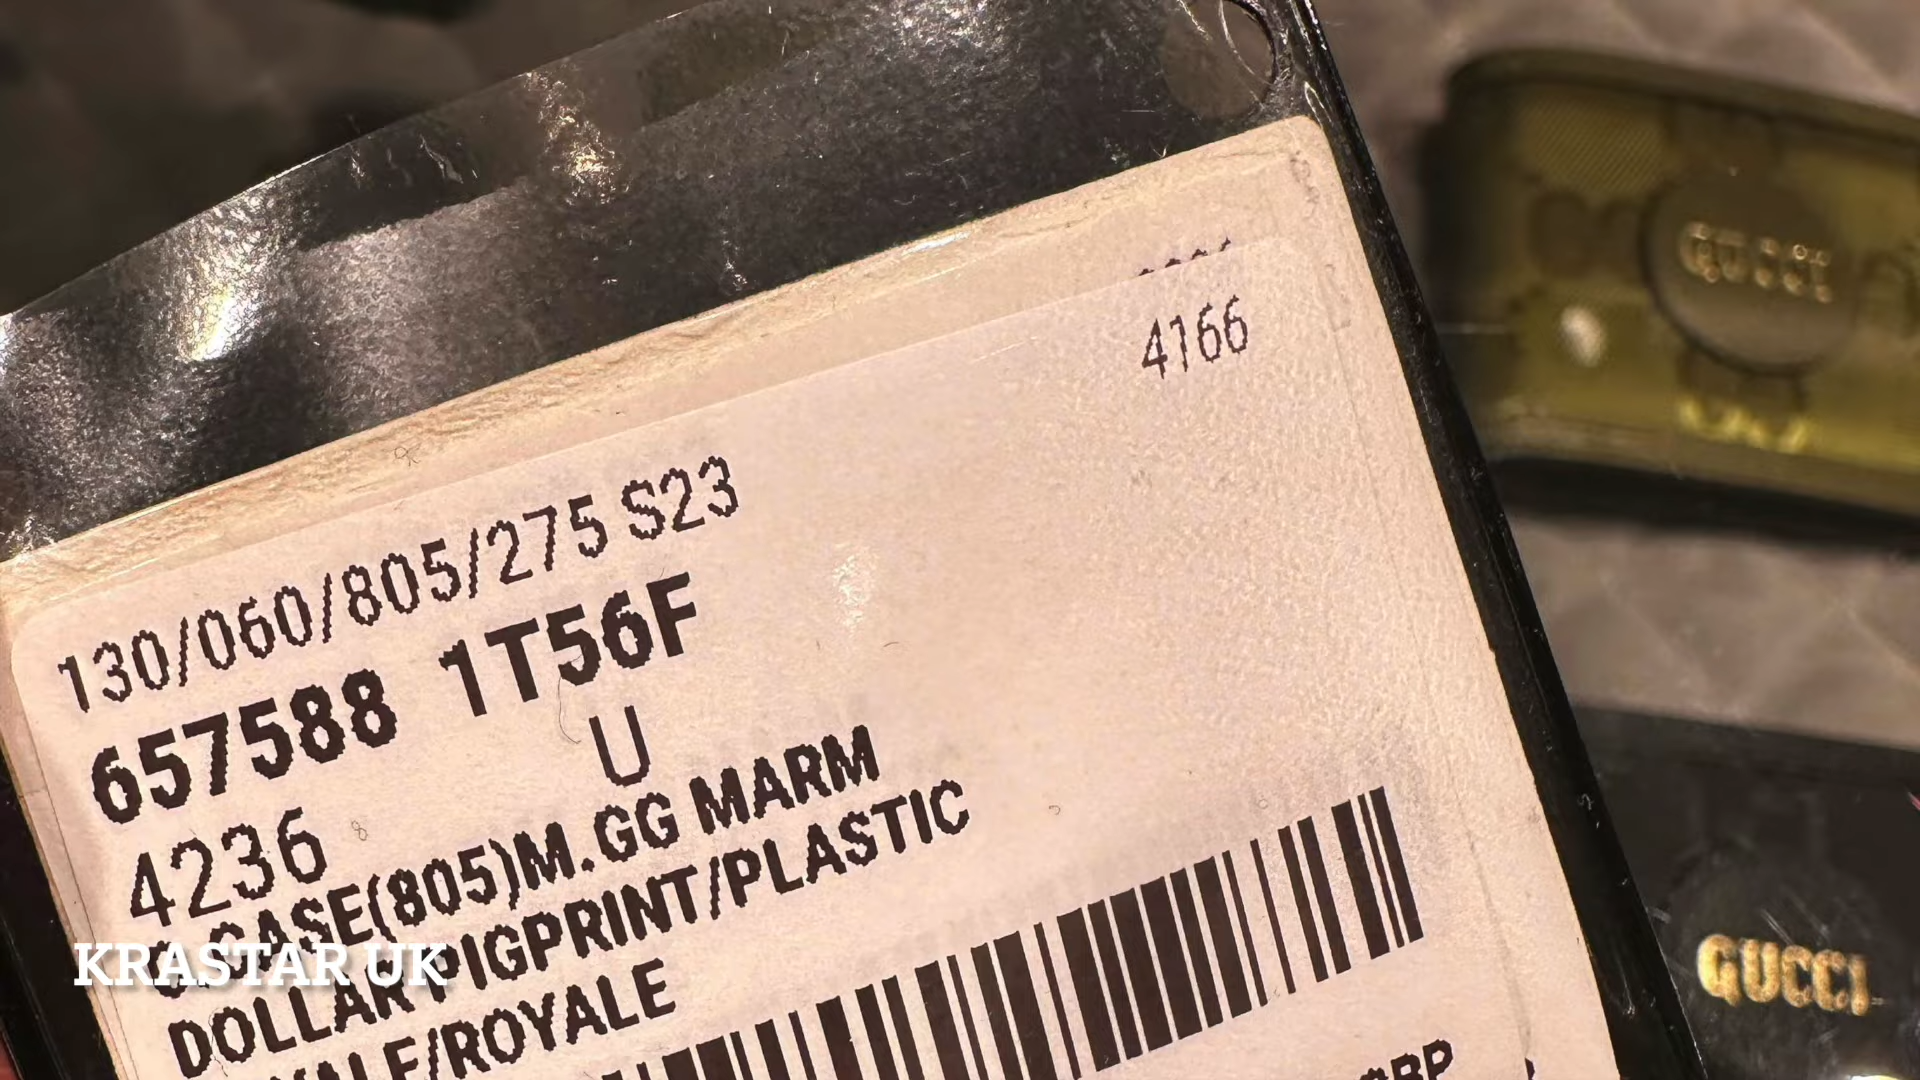 4166
130/060/805/275 S23
657588 1T56F
U
4236
CASE(805)M.GG MARM
DOLLAR PIGPRINT/PLASTIC
/ROYALE
GBP
KRASTAR UK
GUCCI
GUCCI